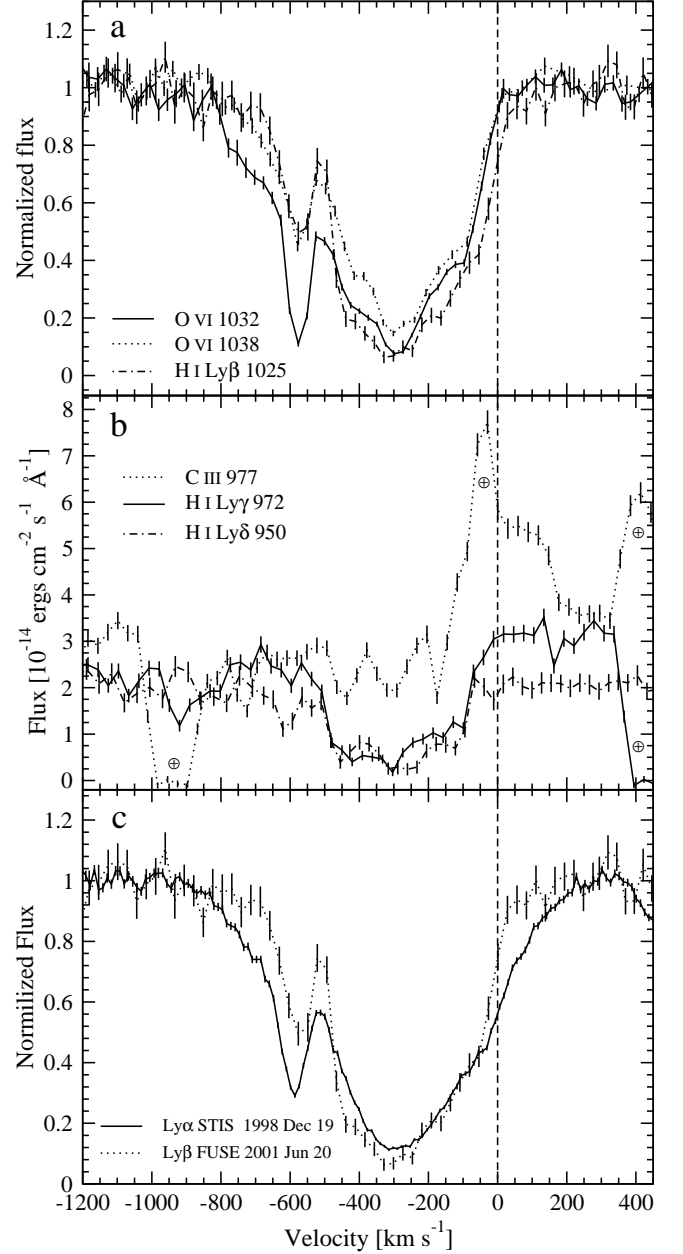 a
1.2
1
0.8
0.6
0.4
0.2
0
Normalized flux
O VI 1032
O VI 1038
H I Lyβ 1025
b
8
7
6
5
4
3
2
1
0
Flux [10⁻¹⁴ ergs cm⁻² s⁻¹ Å⁻¹]
C III 977
H I Lyγ 972
H I Lyδ 950
⊕
⊕
⊕
⊕
c
1.2
1
0.8
0.6
0.4
0.2
0
Normilized Flux
Lyα STIS 1998 Dec 19
Lyβ FUSE 2001 Jun 20
-1200 -1000 -800 -600 -400 -200 0 200 400
Velocity [km s⁻¹]